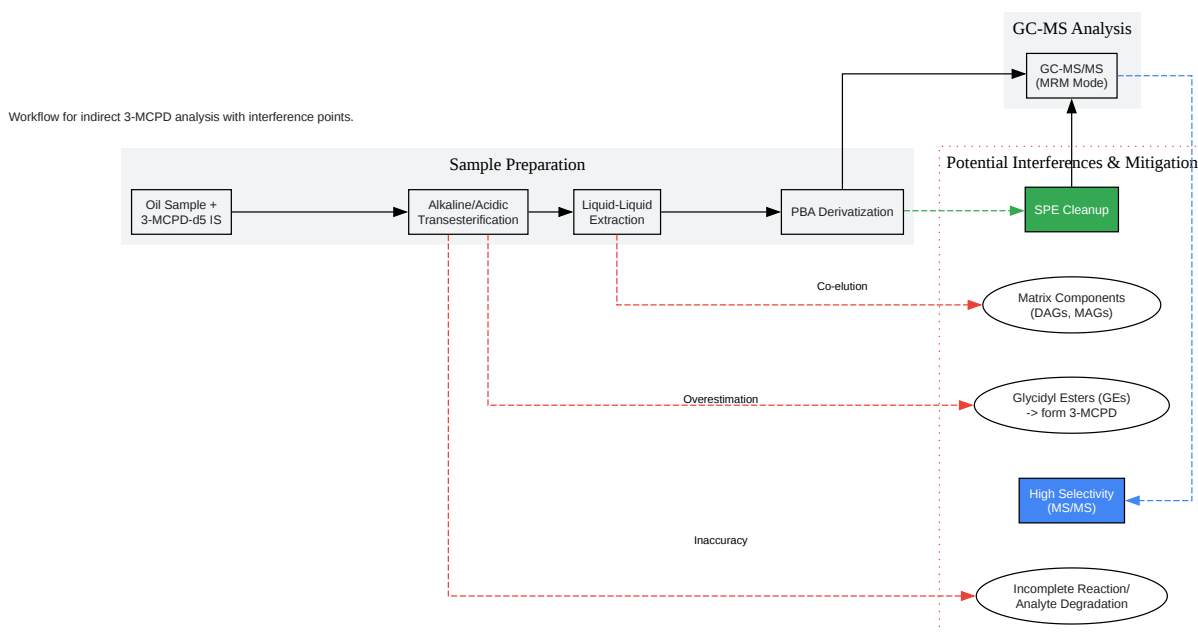 GC-MS Analysis
GC-MS/MS
(MRM Mode)
Workflow for indirect 3-MCPD analysis with interference points.
Sample Preparation
Potential Interferences & Mitigation
Oil Sample +
3-MCPD-d5 IS
Alkaline/Acidic
Transesterification
Liquid-Liquid
Extraction
PBA Derivatization
SPE Cleanup
Co-elution
Matrix Components
(DAGs, MAGs)
Overestimation
Glycidyl Esters (GEs)
-> form 3-MCPD
High Selectivity
(MS/MS)
Inaccuracy
Incomplete Reaction/
Analyte Degradation